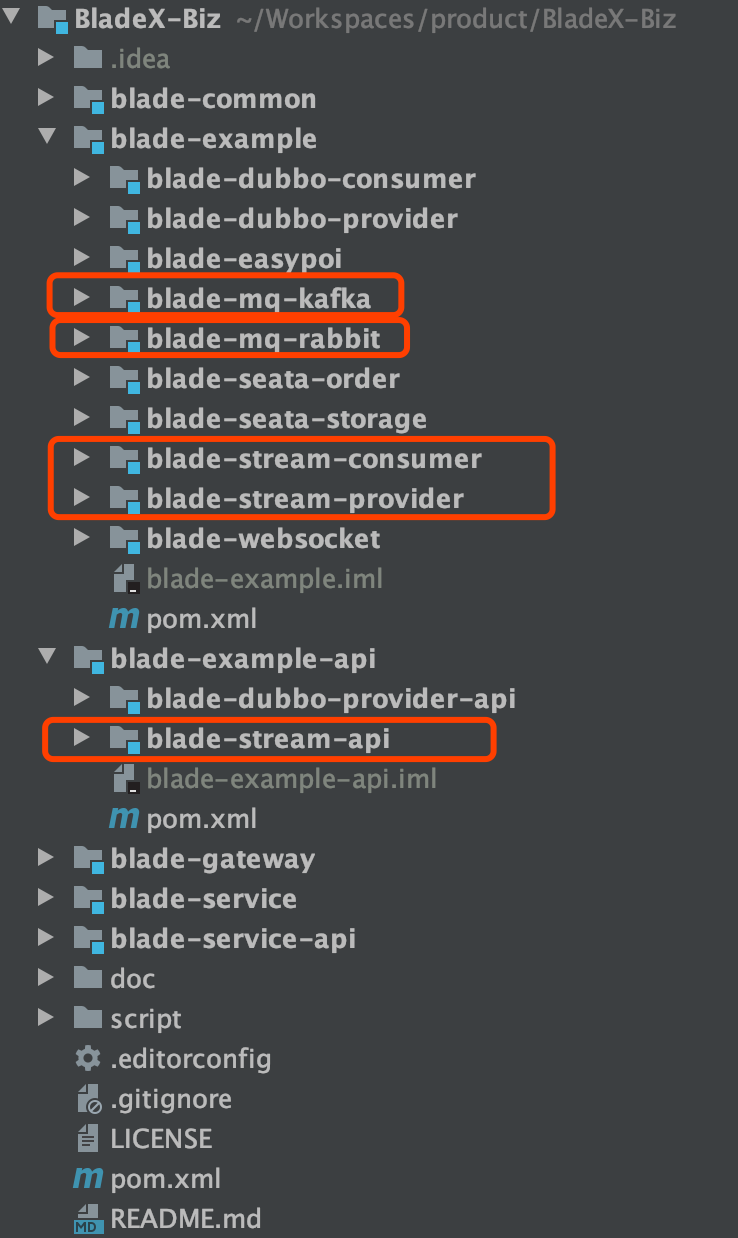 BladeX-Biz ~/Workspaces/product/BladeX-Biz
.idea
blade-common
blade-example
blade-dubbo-consumer
blade-dubbo-provider
blade-easypoi
blade-mq-kafka
blade-mq-rabbit
blade-seata-order
blade-seata-storage
blade-stream-consumer
blade-stream-provider
blade-websocket
blade-example.iml
m pom.xml
blade-example-api
blade-dubbo-provider-api
blade-stream-api
blade-example-api.iml
m pom.xml
blade-gateway
blade-service
blade-service-api
doc
script
.editorconfig
.gitignore
LICENSE
m pom.xml
MD README.md